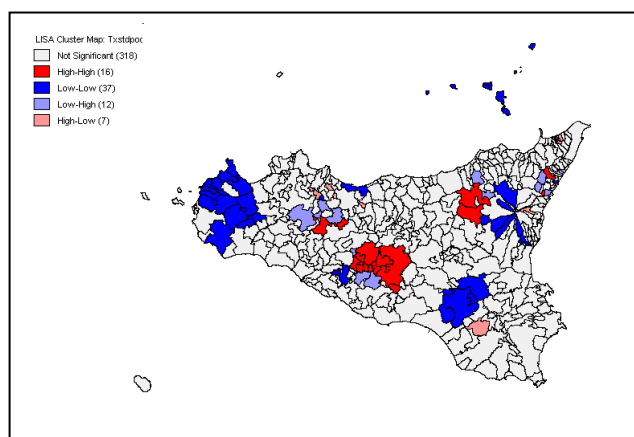 LISA Cluster Map: Txstdpoc
Not Significant (318)
High-High (16)
Low-Low (37)
Low-High (12)
High-Low (7)